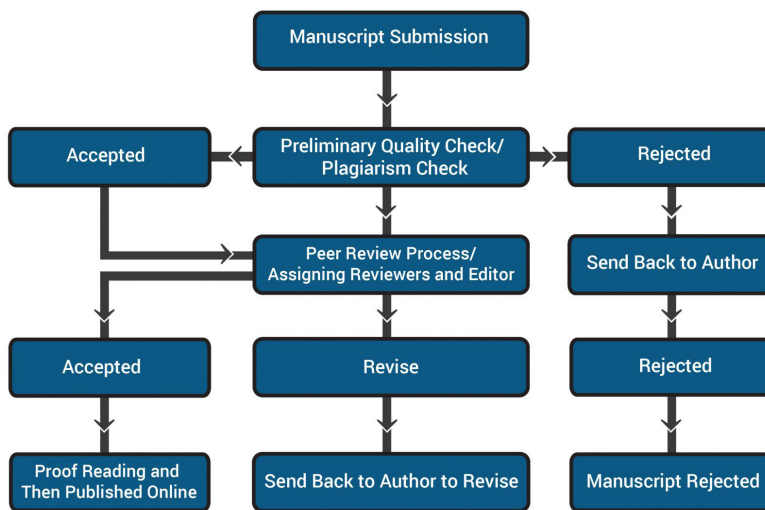 Manuscript Submission
Accepted
Preliminary Quality Check/
Plagiarism Check
Rejected
Peer Review Process/
Assigning Reviewers and Editor
Send Back to Author
Accepted
Revise
Rejected
Proof Reading and
Then Published Online
Send Back to Author to Revise
Manuscript Rejected